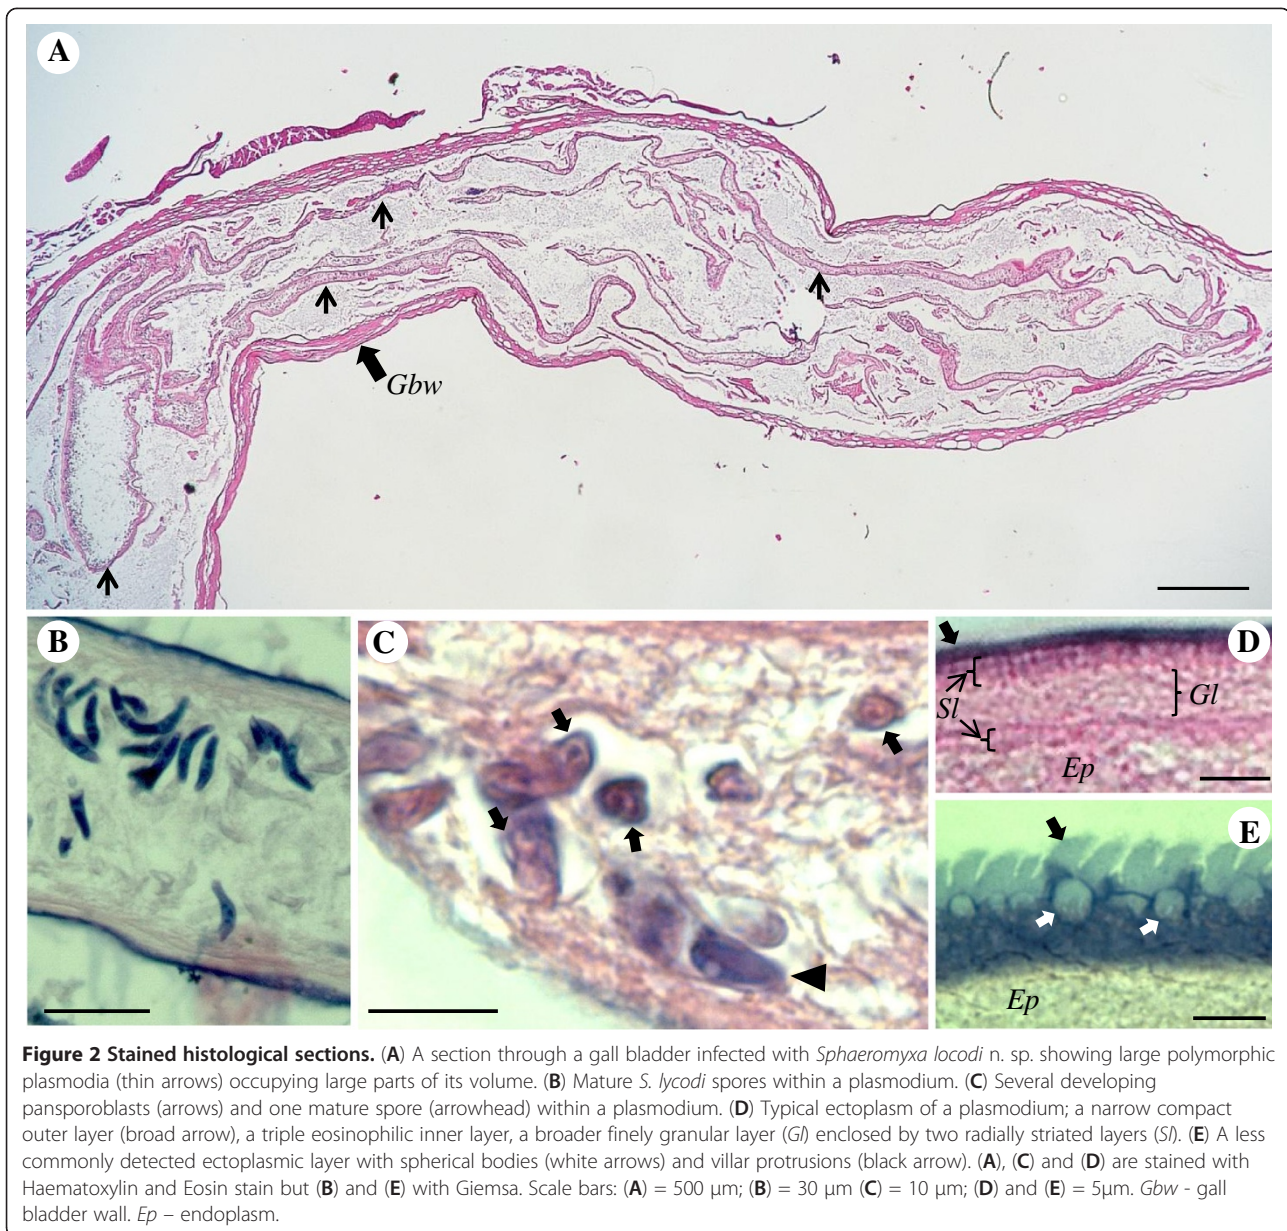 A
Gbw
B
C
D
Sl
Gl
Ep
E
Ep
Figure 2 Stained histological sections. (A) A section through a gall bladder infected with Sphaeromyxa locodi n. sp. showing large polymorphic
plasmodia (thin arrows) occupying large parts of its volume. (B) Mature S. lycodi spores within a plasmodium. (C) Several developing
pansporoblasts (arrows) and one mature spore (arrowhead) within a plasmodium. (D) Typical ectoplasm of a plasmodium; a narrow compact
outer layer (broad arrow), a triple eosinophilic inner layer, a broader finely granular layer (Gl) enclosed by two radially striated layers (Sl). (E) A less
commonly detected ectoplasmic layer with spherical bodies (white arrows) and villar protrusions (black arrow). (A), (C) and (D) are stained with
Haematoxylin and Eosin stain but (B) and (E) with Giemsa. Scale bars: (A) = 500 μm; (B) = 30 μm (C) = 10 μm; (D) and (E) = 5μm. Gbw - gall
bladder wall. Ep – endoplasm.